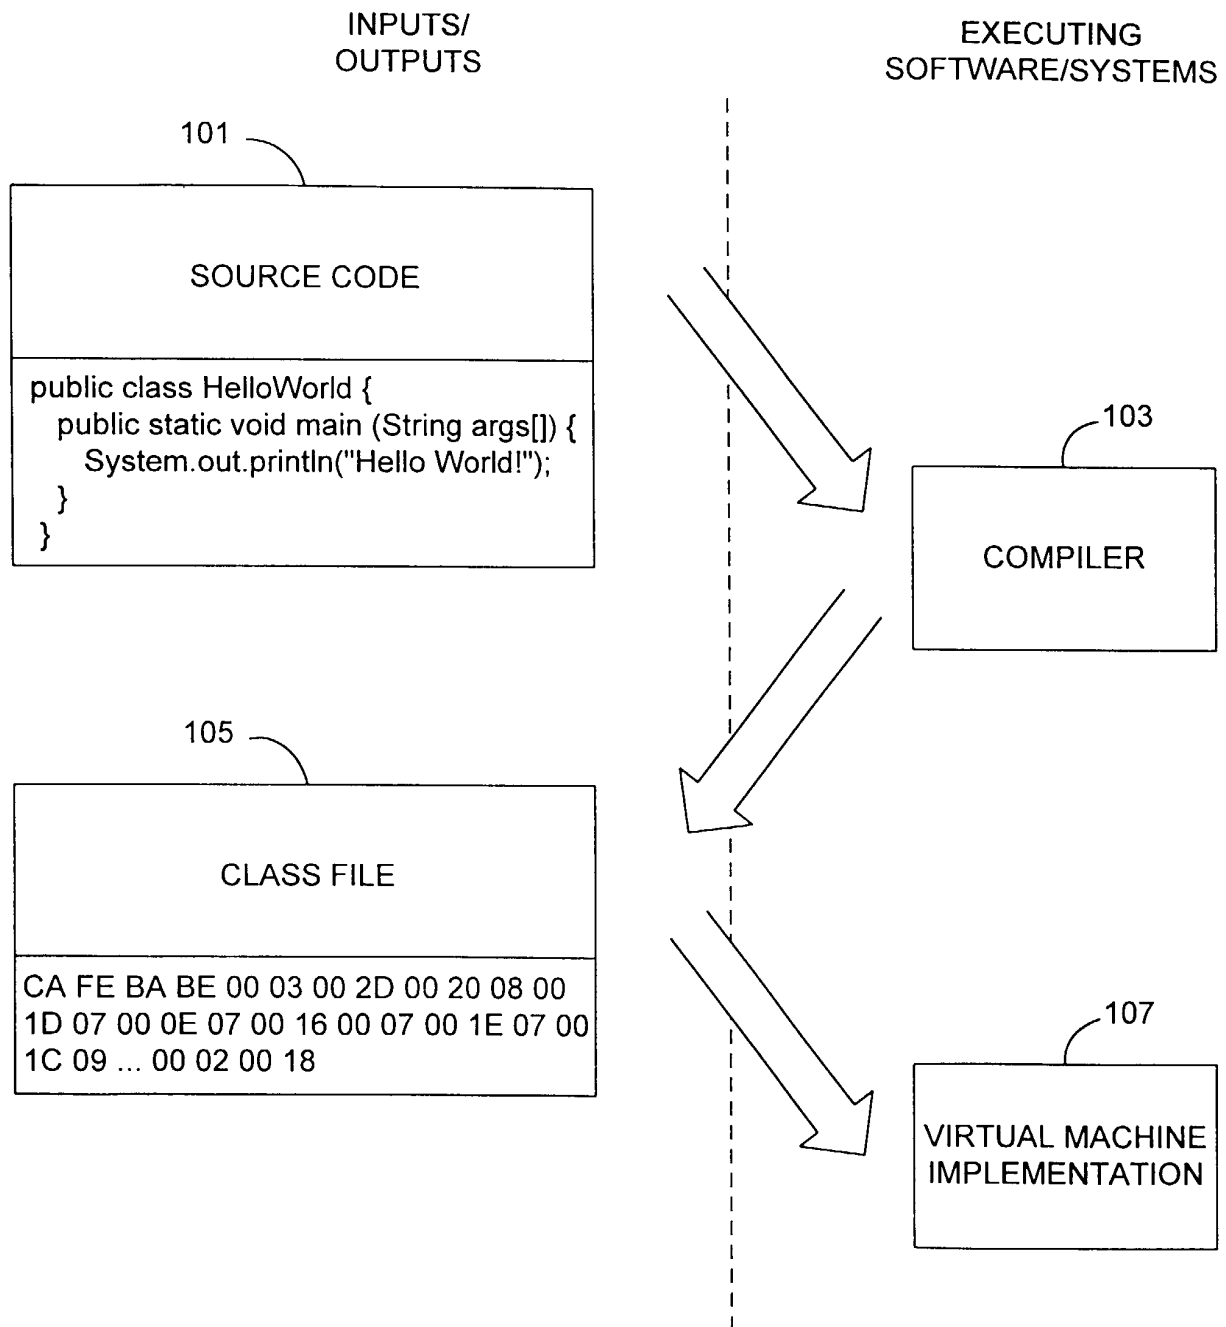 INPUTS/
OUTPUTS
EXECUTING
SOFTWARE/SYSTEMS
101
SOURCE CODE
public class HelloWorld {
public static void main (String args[]) {
System.out.println("Hello World!");
}
}
103
COMPILER
105
CLASS FILE
CA FE BA BE 00 03 00 2D 00 20 08 00
1D 07 00 0E 07 00 16 00 07 00 1E 07 00
1C 09 ... 00 02 00 18
107
VIRTUAL MACHINE
IMPLEMENTATION